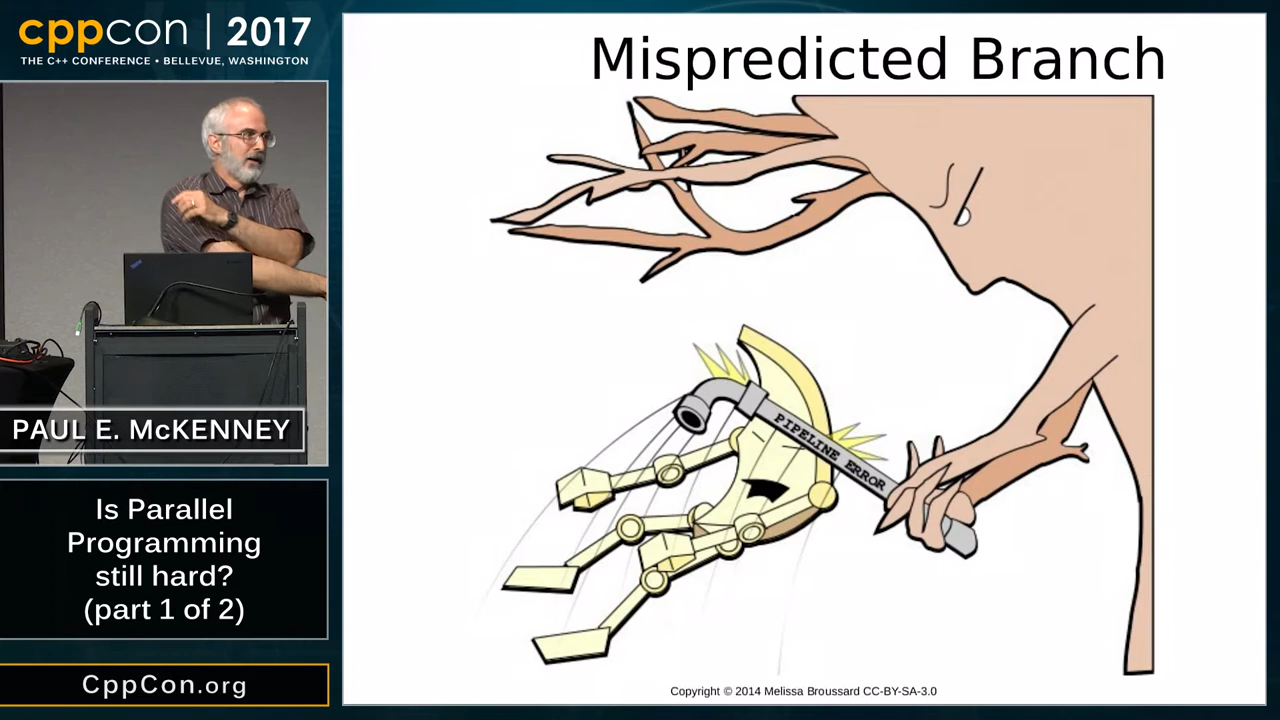 cppcon | 2017
THE C++ CONFERENCE • BELLEVUE, WASHINGTON
PAUL E. McKENNEY
Is Parallel
Programming
still hard?
(part 1 of 2)
CppCon.org
Mispredicted Branch
PIPELINE ERROR
Copyright © 2014 Melissa Broussard CC-BY-SA-3.0